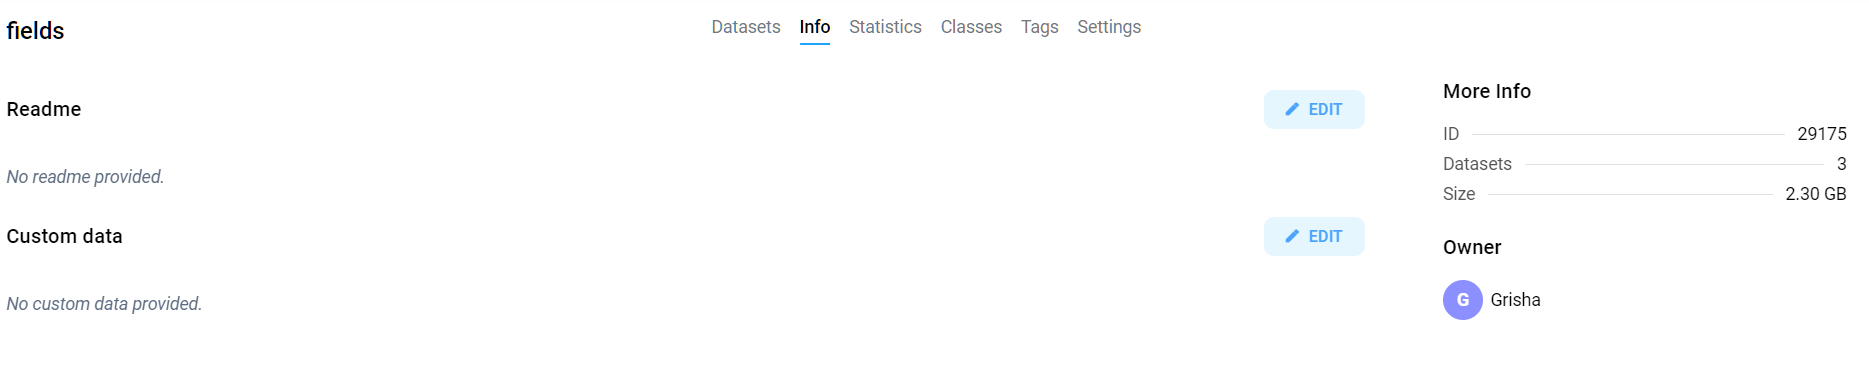 fields
Datasets Info Statistics Classes Tags Settings
Readme
EDIT
No readme provided.
Custom data
EDIT
No custom data provided.
More Info
ID 29175
Datasets 3
Size 2.30 GB
Owner
G Grisha